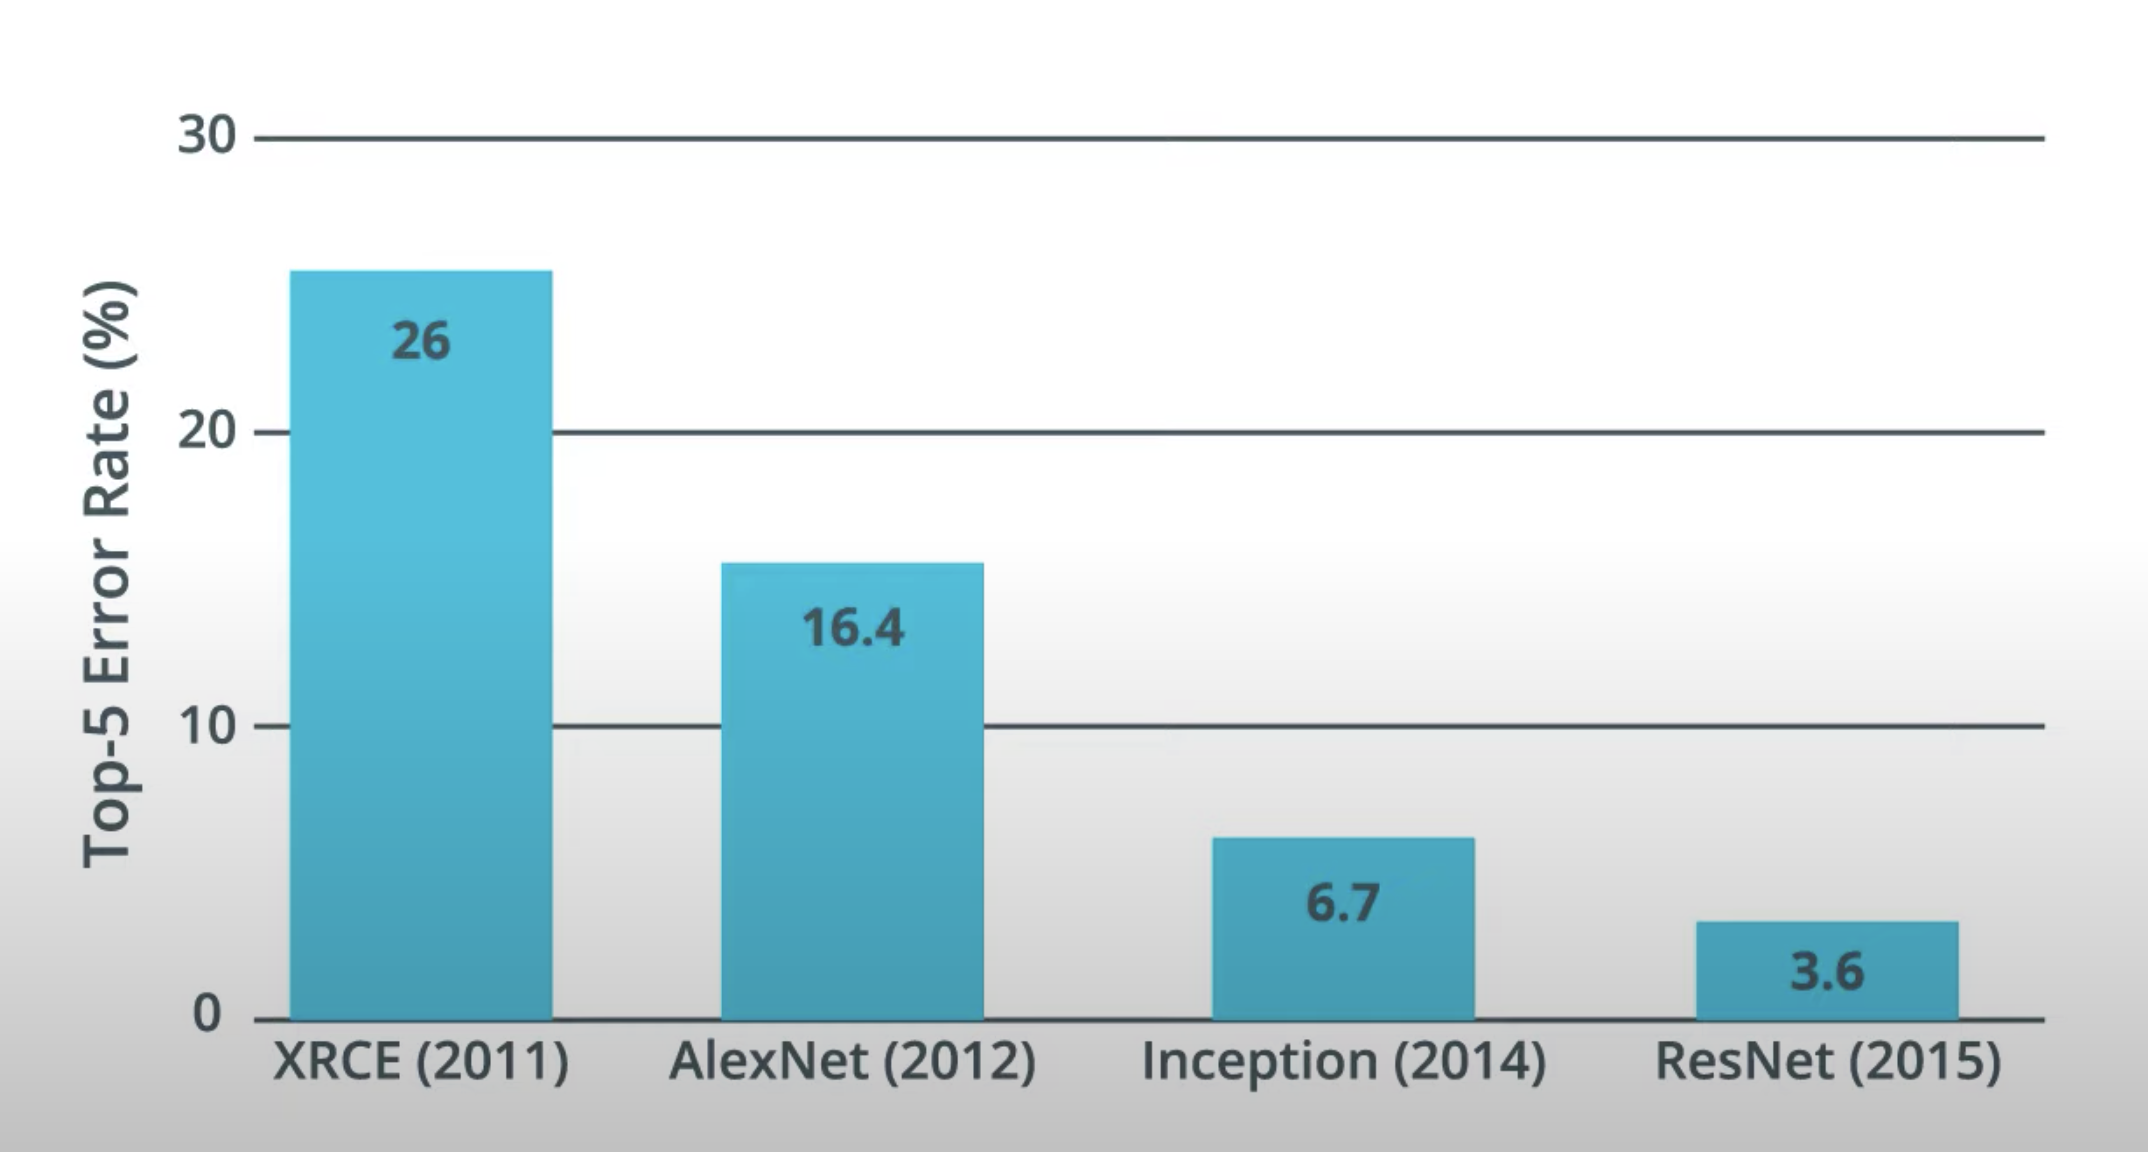 Top-5 Error Rate (%)
30
20
10
0
26
16.4
6.7
3.6
XRCE (2011)
AlexNet (2012)
Inception (2014)
ResNet (2015)